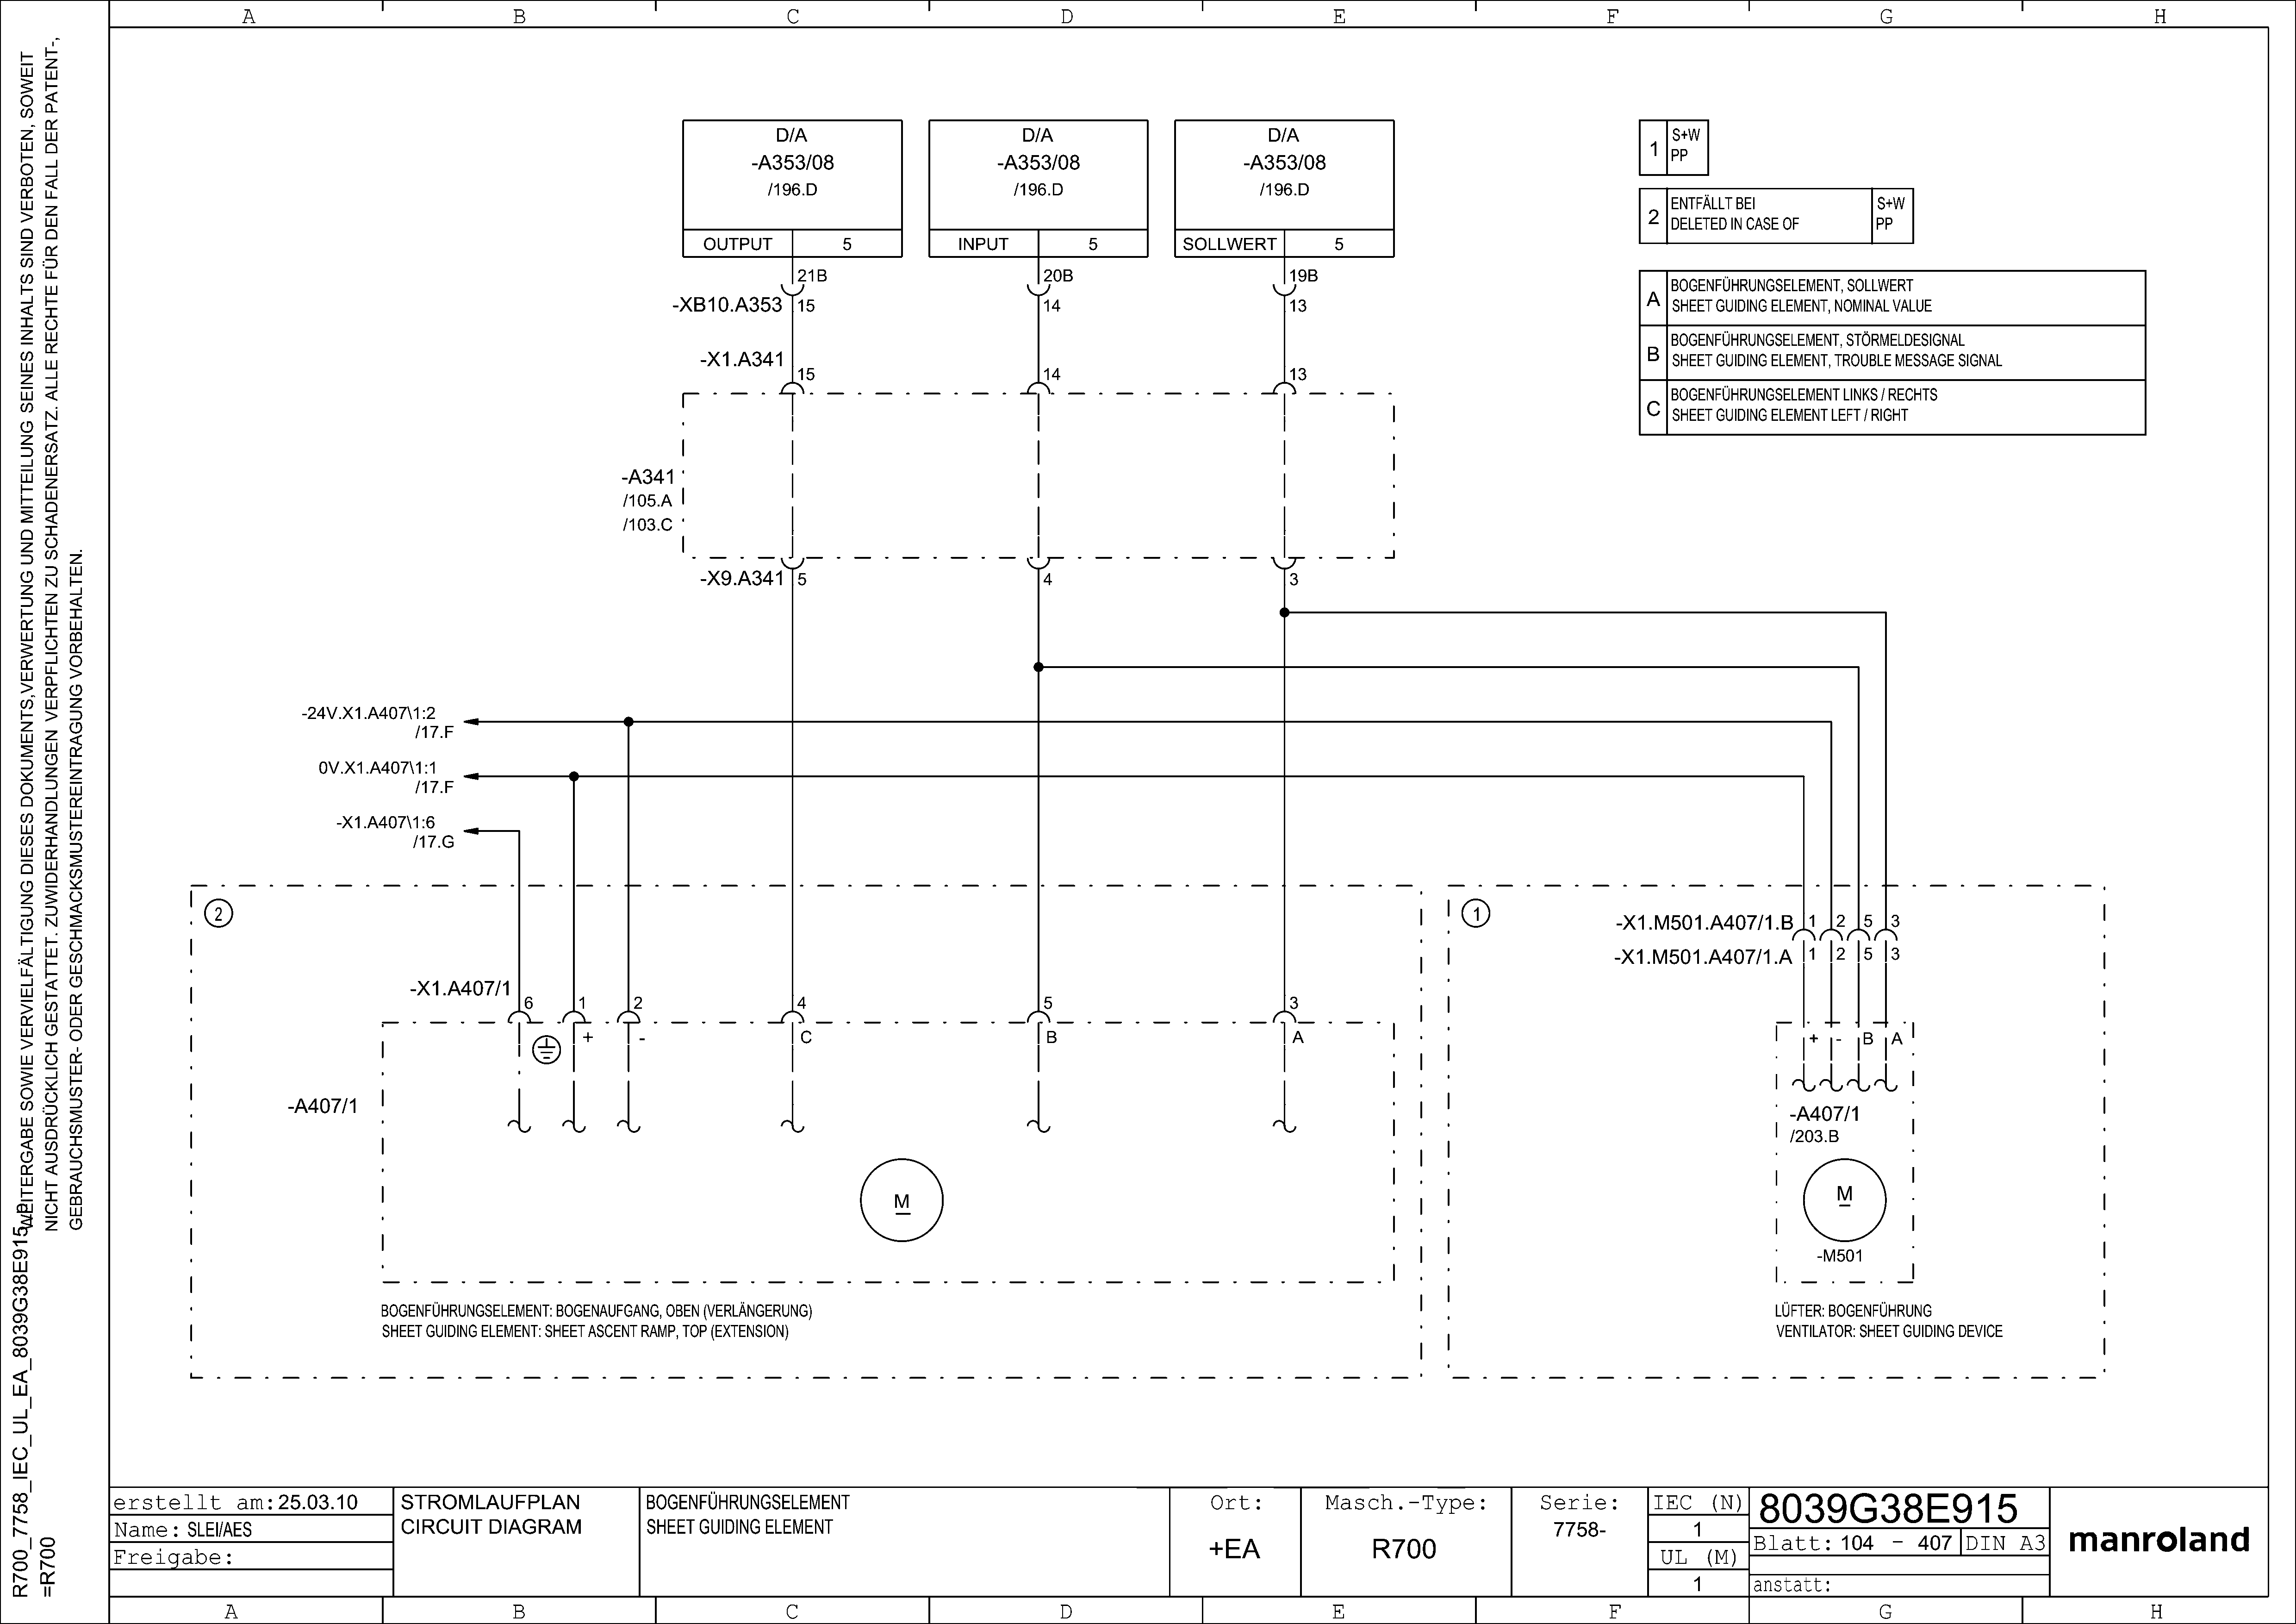 A B C D E F G H
WEITERGABE SOWIE VERVIELFÄLTIGUNG DIESES DOKUMENTS,VERWERTUNG UND MITTEILUNG SEINES INHALTS SIND VERBOTEN, SOWEIT
NICHT AUSDRÜCKLICH GESTATTET. ZUWIDERHANDLUNGEN VERPFLICHTEN ZU SCHADENERSATZ. ALLE RECHTE FÜR DEN FALL DER PATENT-,
GEBRAUCHSMUSTER- ODER GESCHMACKSMUSTEREINTRAGUNG VORBEHALTEN.
D/A D/A D/A
-A353/08 -A353/08 -A353/08
/196.D /196.D /196.D
OUTPUT 5 INPUT 5 SOLLWERT 5
21B 20B 19B
-XB10.A353 15 14 13
-X1.A341
15 14 13
-A341
/105.A
/103.C
-X9.A341 5 4 3
1 S+W
PP
2 ENTFÄLLT BEI S+W
DELETED IN CASE OF PP
A BOGENFÜHRUNGSELEMENT, SOLLWERT
SHEET GUIDING ELEMENT, NOMINAL VALUE
B BOGENFÜHRUNGSELEMENT, STÖRMELDESIGNAL
SHEET GUIDING ELEMENT, TROUBLE MESSAGE SIGNAL
C BOGENFÜHRUNGSELEMENT LINKS / RECHTS
SHEET GUIDING ELEMENT LEFT / RIGHT
-24V.X1.A407\1:2
/17.F
0V.X1.A407\1:1
/17.F
-X1.A407\1:6
/17.G
2
-X1.A407/1
6 1 2 4 5 3
+ - C B A
-A407/1
M
BOGENFÜHRUNGSELEMENT: BOGENAUFGANG, OBEN (VERLÄNGERUNG)
SHEET GUIDING ELEMENT: SHEET ASCENT RAMP, TOP (EXTENSION)
1
-X1.M501.A407/1.B 1 2 5 3
-X1.M501.A407/1.A 1 2 5 3
+ - B A
-A407/1
/203.B
M
-M501
LÜFTER: BOGENFÜHRUNG
VENTILATOR: SHEET GUIDING DEVICE
R700_7758_IEC_UL_EA_8039G38E915_
=R700
erstellt am: 25.03.10
Name: SLEI/AES
Freigabe:
STROMLAUFPLAN
CIRCUIT DIAGRAM
BOGENFÜHRUNGSELEMENT
SHEET GUIDING ELEMENT
Ort:
+EA
Masch.-Type:
R700
Serie:
7758-
IEC (N)
1
UL (M)
1
8039G38E915
Blatt: 104 - 407 DIN A3
anstatt:
manroland
A B C D E F G H